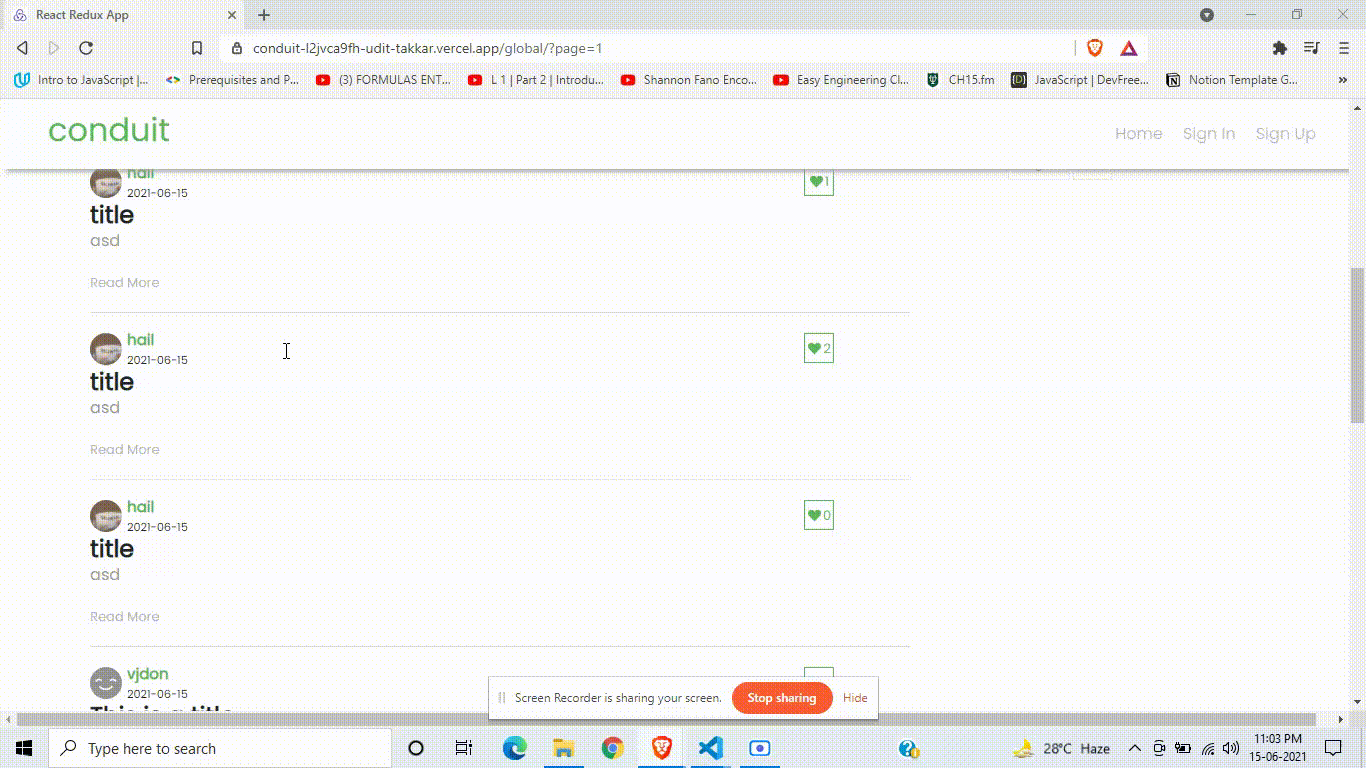 React Redux App
conduit-l2jvca9fh-udit-takkar.vercel.app/global/?page=1
Intro to JavaScript |... Prerequisites and P... (3) FORMULAS ENT... L 1 | Part 2 | Introdu... Shannon Fano Enco... Easy Engineering Cl... CH15.fm JavaScript | DevFree... Notion Template G... »
conduit
Home Sign In Sign Up
hail
1
2021-06-15
title
asd
Read More
hail
2
2021-06-15
title
asd
Read More
hail
0
2021-06-15
title
asd
Read More
vjdon
2021-06-15
This is a title
Screen Recorder is sharing your screen. Stop sharing Hide
Type here to search
28°C Haze
11:03 PM
15-06-2021